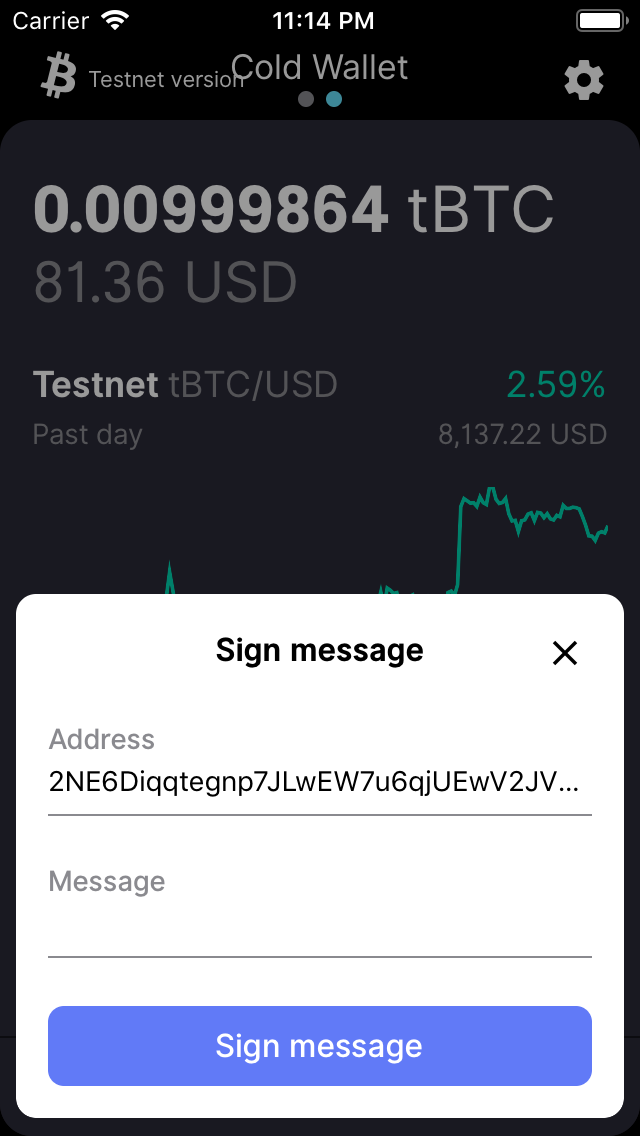 Carrier 11:14 PM
Testnet version Cold Wallet
0.00999864 tBTC
81.36 USD
Testnet tBTC/USD 2.59%
Past day 8,137.22 USD
Sign message
Address
2NE6Diqqtegnp7JLwEW7u6qjUEwV2JV...
Message
Sign message